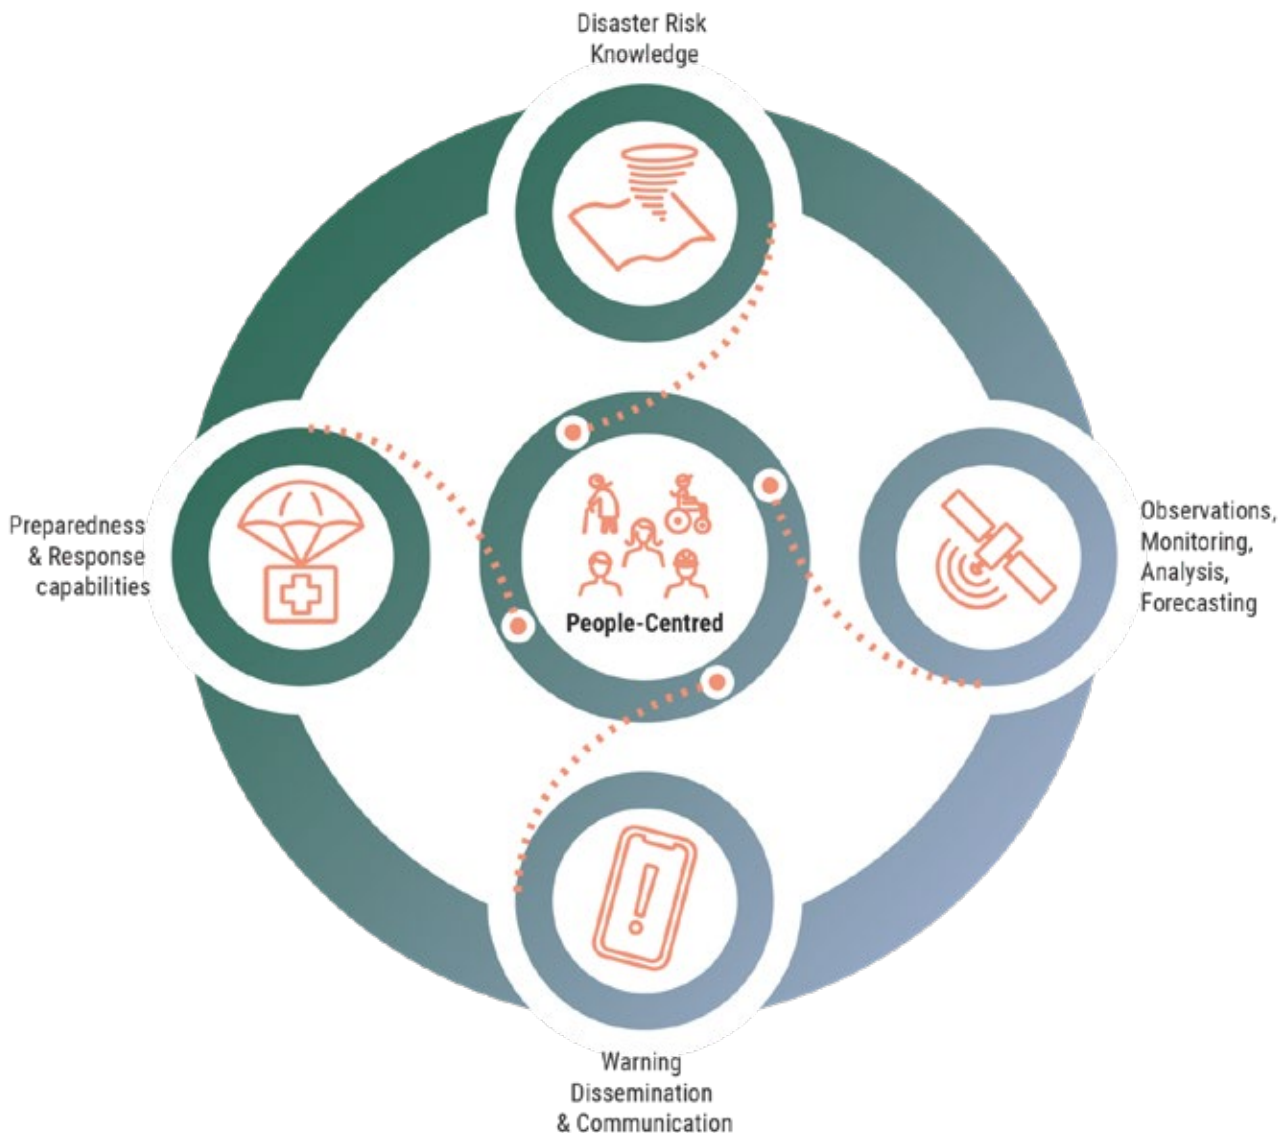 Disaster Risk
Knowledge
Preparedness
& Response
capabilities
People-Centred
Observations,
Monitoring,
Analysis,
Forecasting
Warning
Dissemination
& Communication